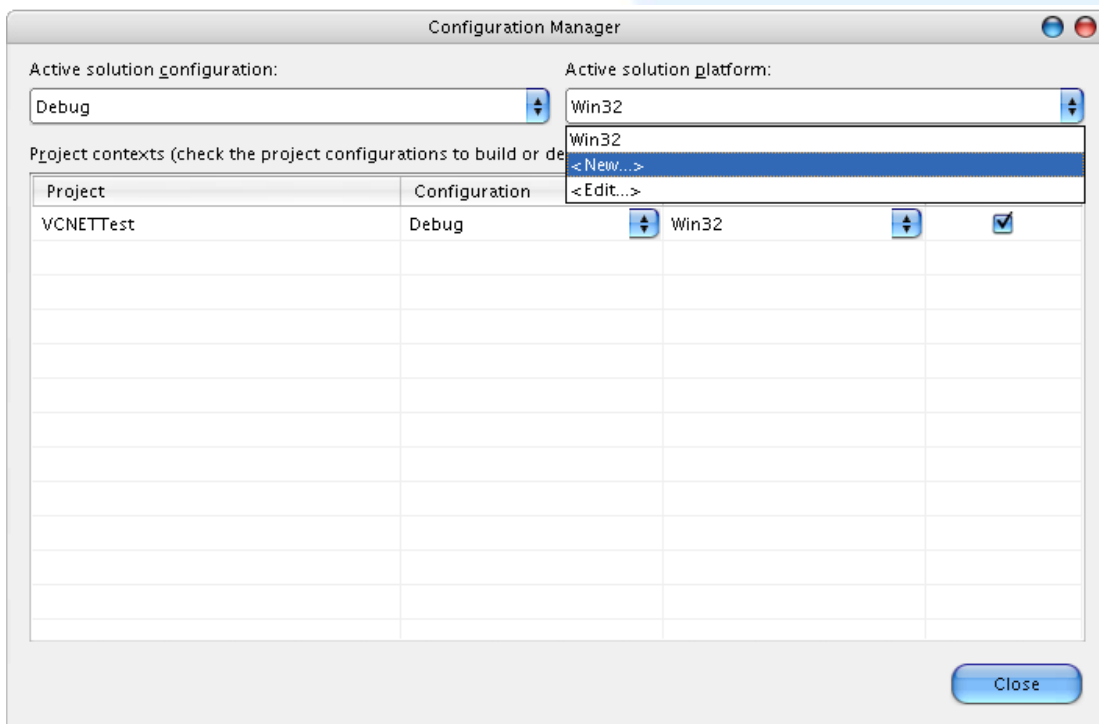 Configuration Manager
Active solution configuration:
Active solution platform:
Debug
Win32
Win32
Project contexts (check the project configurations to build or de
<New...>
<Edit...>
Project
Configuration
VCNETTest
Debug
Win32
Close